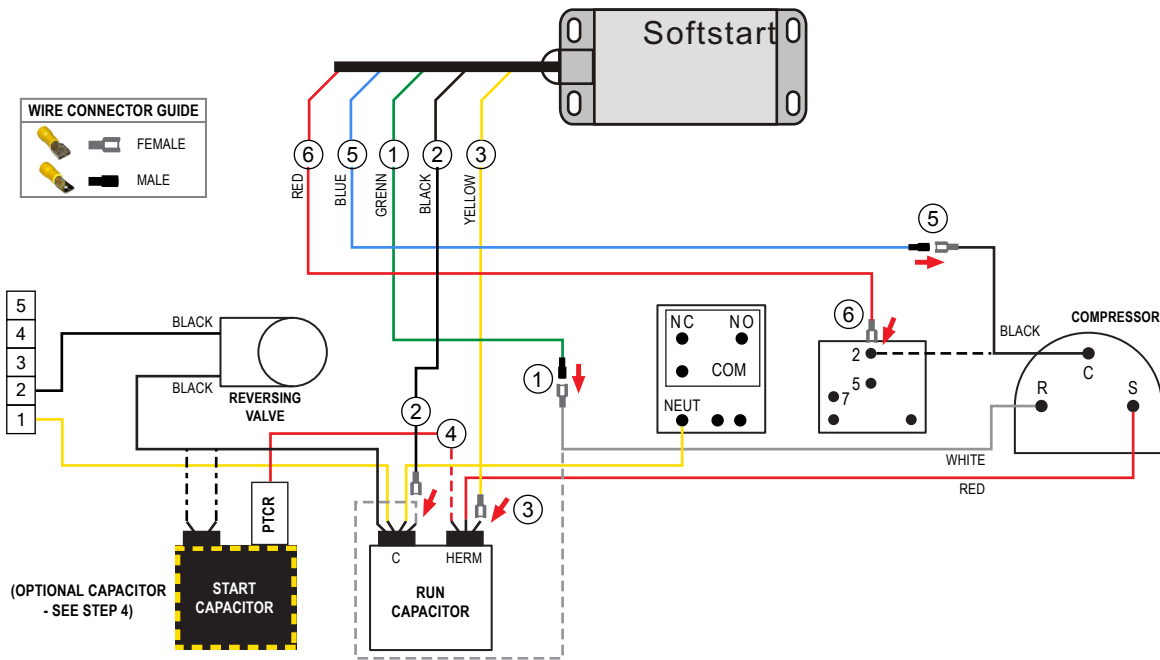 Softstart
WIRE CONNECTOR GUIDE
FEMALE
MALE
6
5
1
2
3
RED
BLUE
GRENN
BLACK
YELLOW
5
5
4
3
2
1
BLACK
BLACK
REVERSING
VALVE
NC
NO
COM
NEUT
6
2
5
7
BLACK
COMPRESSOR
C
R
S
1
2
4
WHITE
RED
3
PTCR
C
HERM
(OPTIONAL CAPACITOR
- SEE STEP 4)
START
CAPACITOR
RUN
CAPACITOR